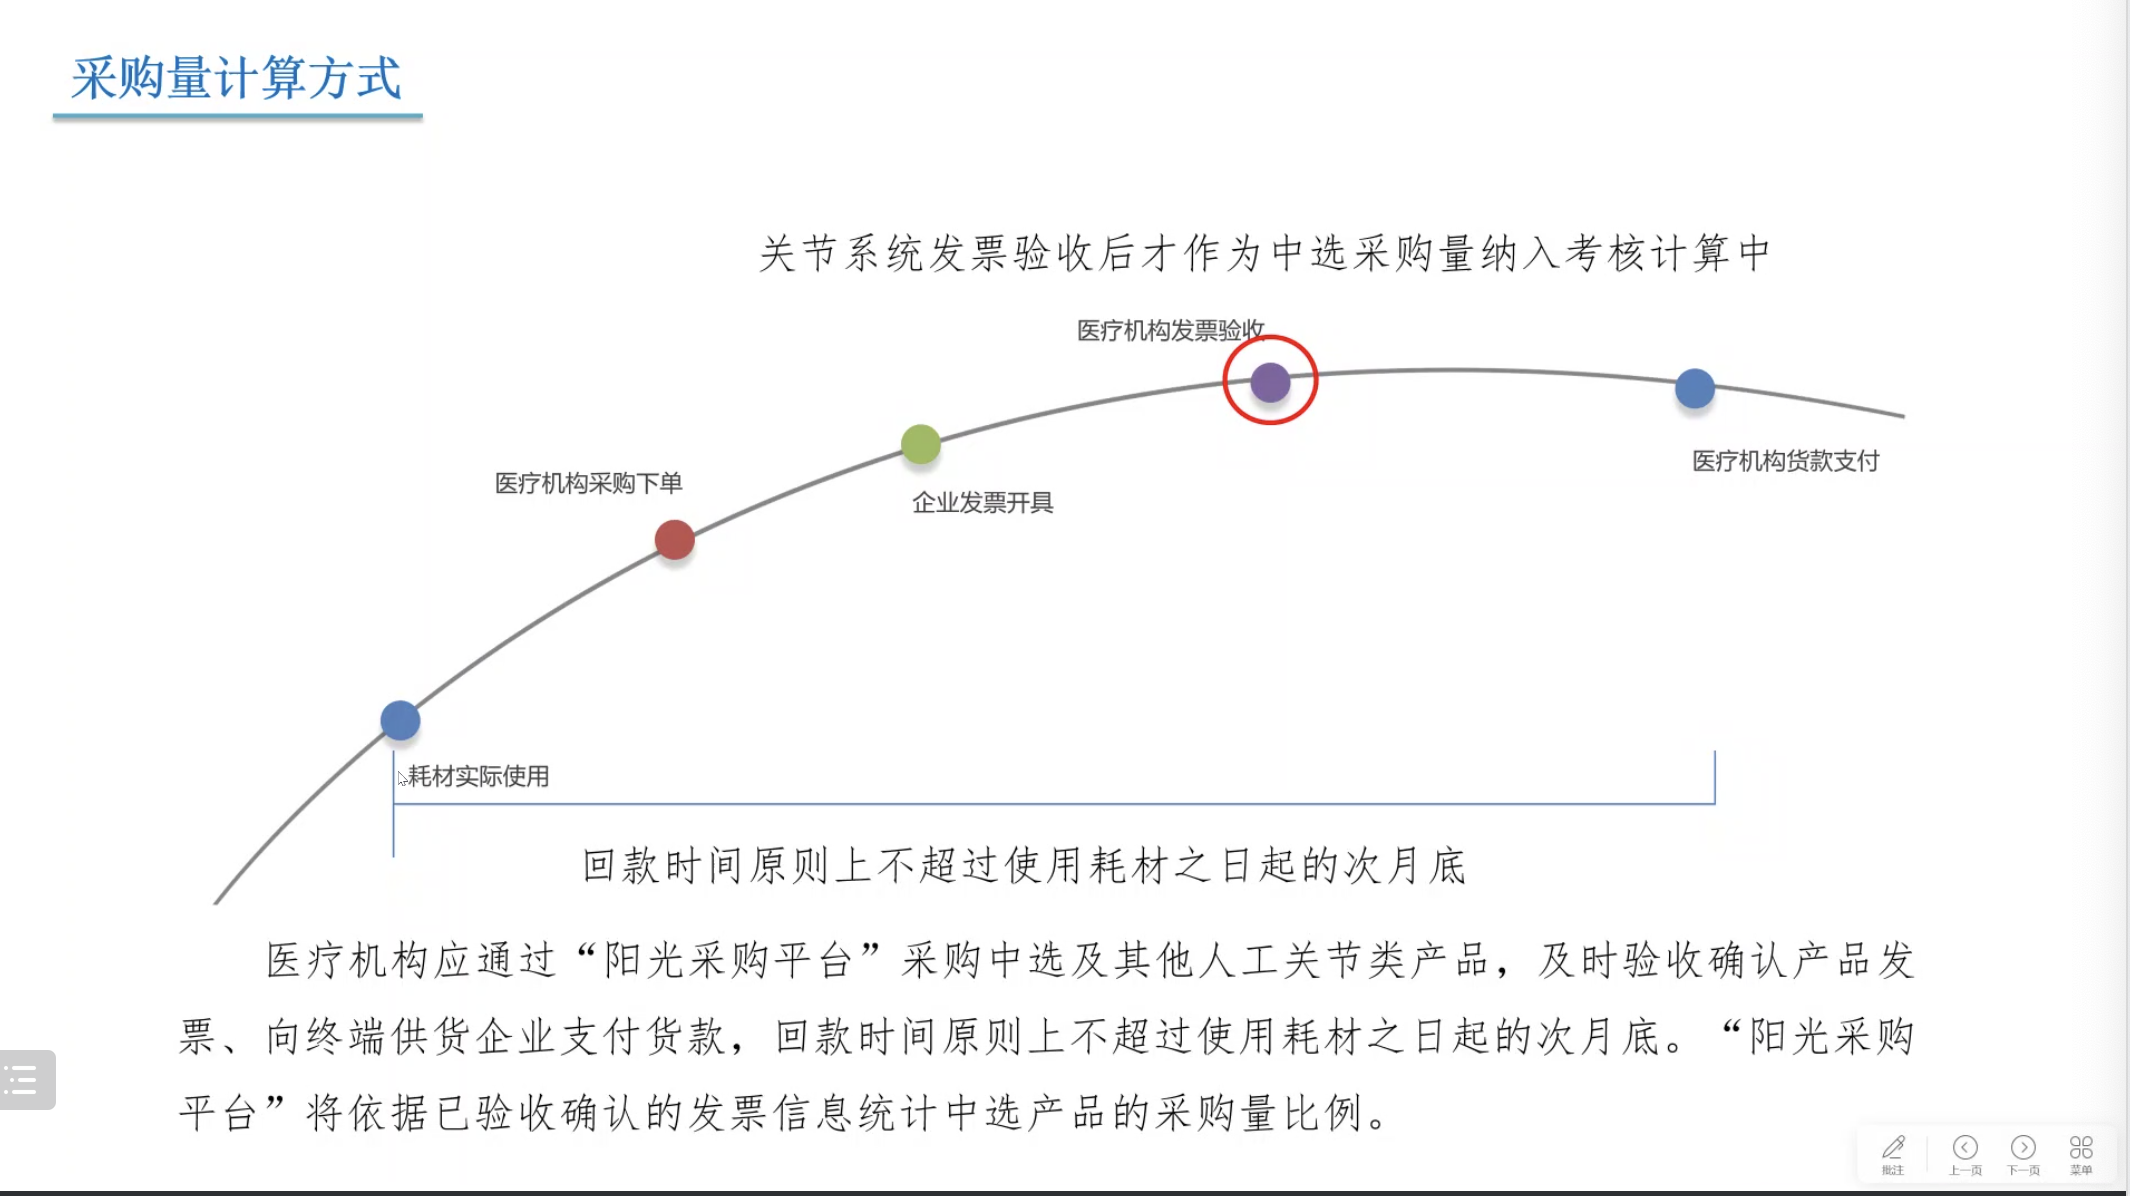 采购量计算方式
关节系统发票验收后才作为中选采购量纳入考核计算中
医疗机构发票验收
医疗机构货款支付
医疗机构采购下单
企业发票开具
耗材实际使用
回款时间原则上不超过使用耗材之日起的次月底
医疗机构应通过“阳光采购平台”采购中选及其他人工关节类产品，及时验收确认产品发
票、向终端供货企业支付货款，回款时间原则上不超过使用耗材之日起的次月底。“阳光采购
平台”将依据已验收确认的发票信息统计中选产品的采购量比例。
批注 上一页 下一页 菜单